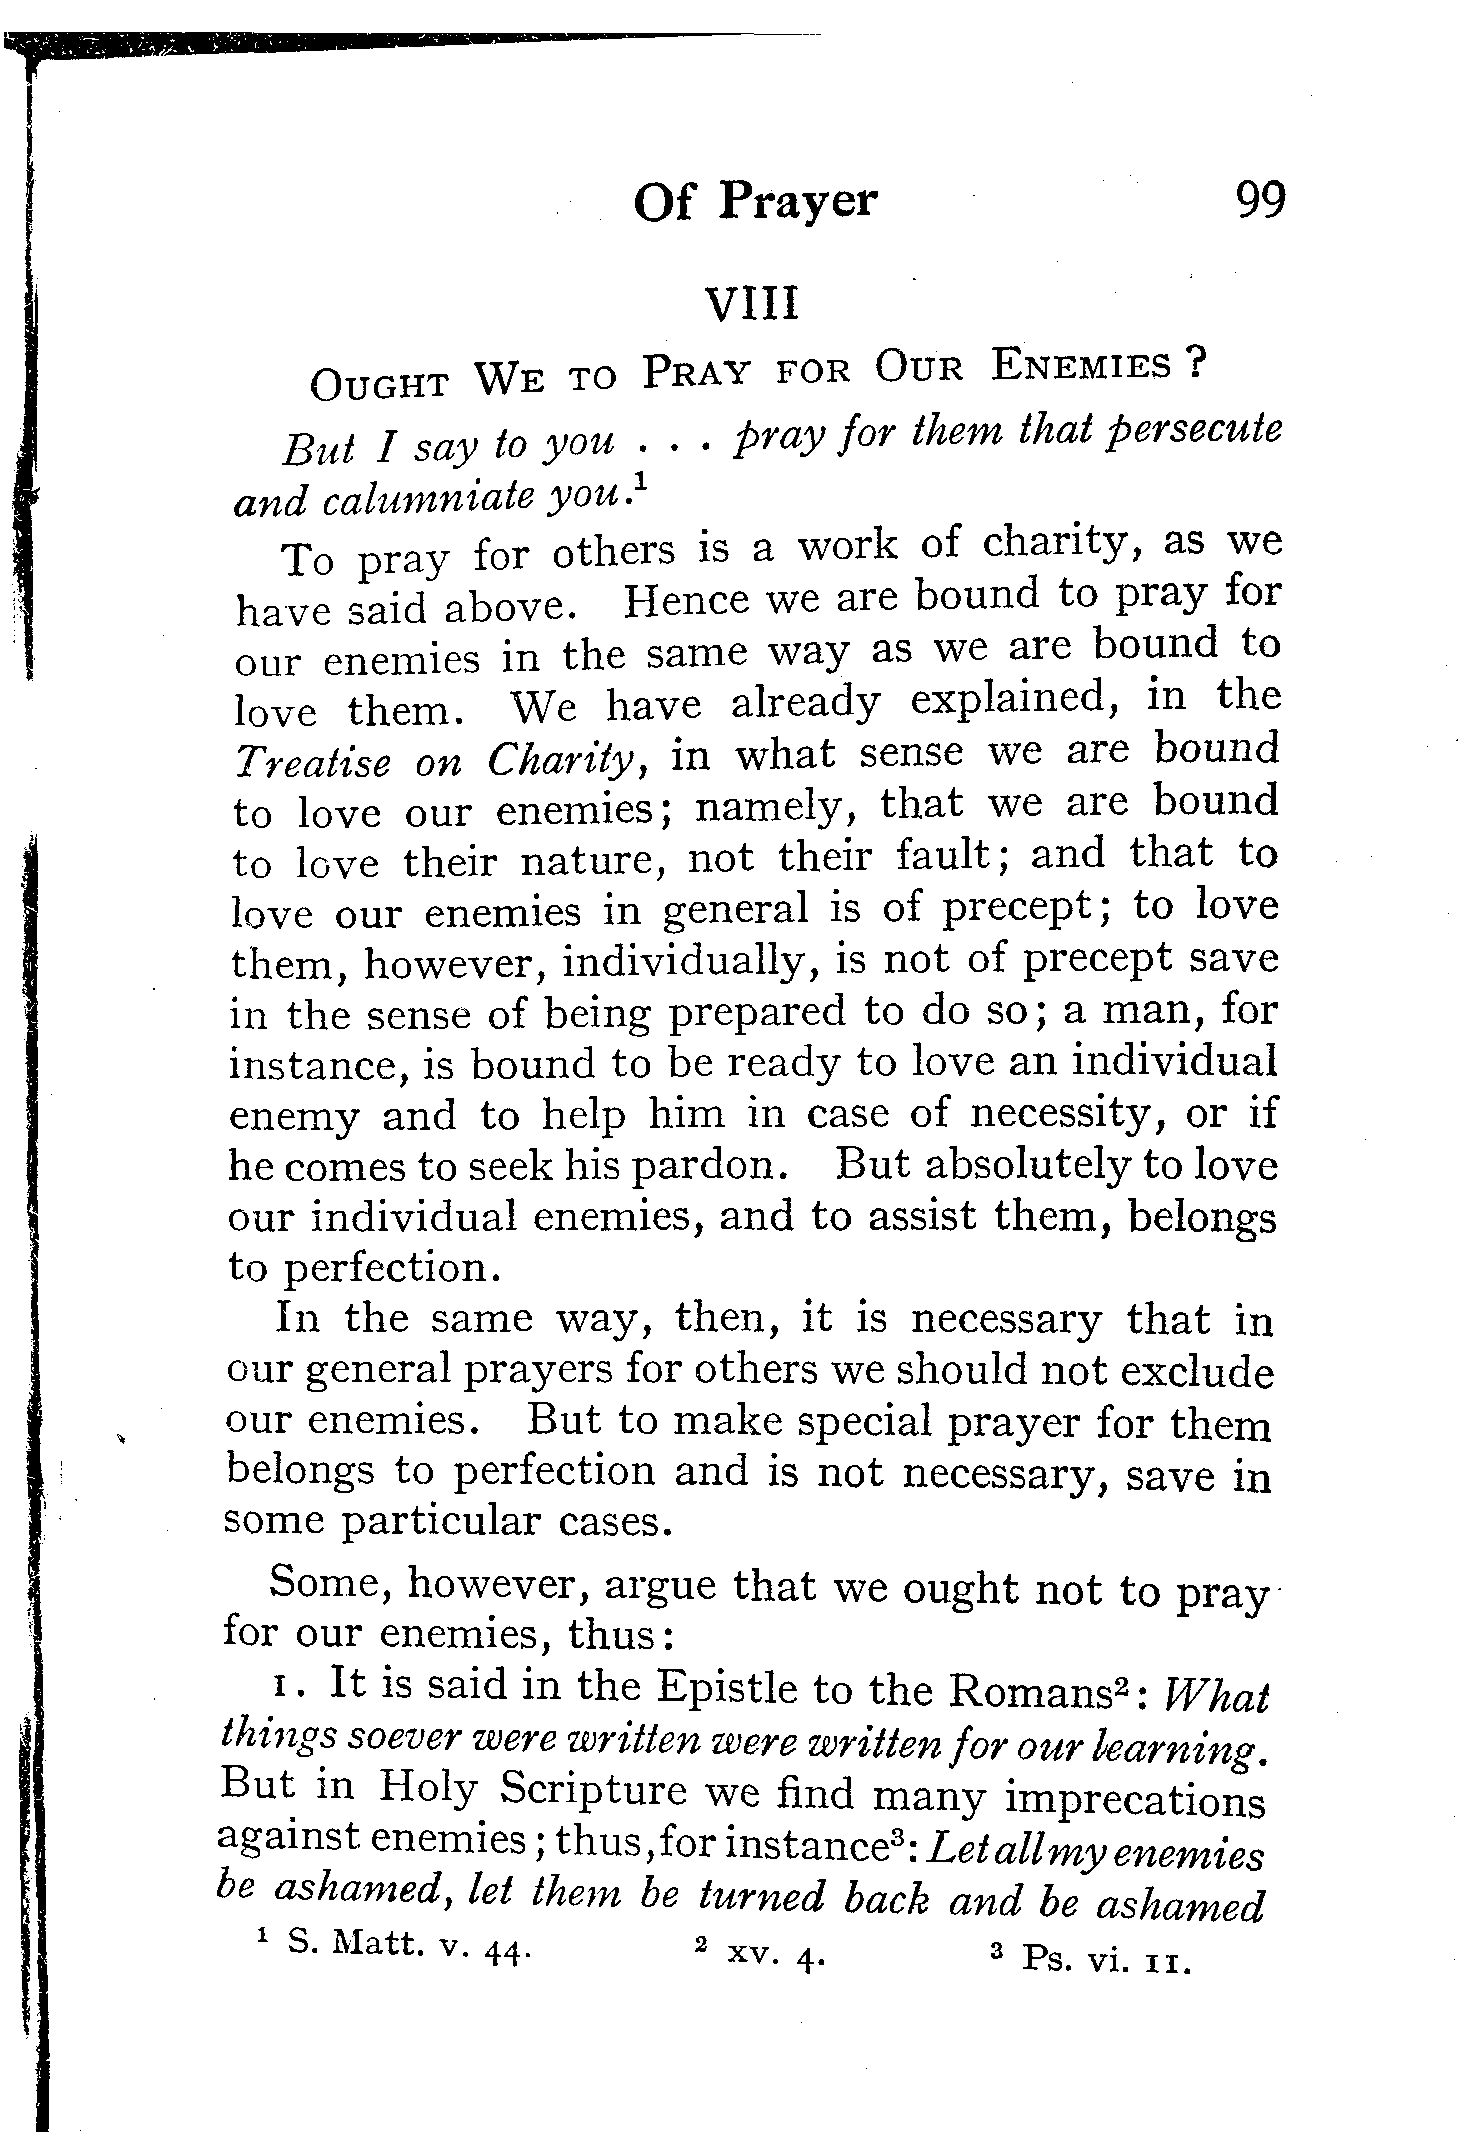 Of Prayer 99
VIII
Ought We to Pray for Our Enemies ?
But I say to you . . . pray for them that persecute
and calumniate you.¹
To pray for others is a work of charity, as we
have said above. Hence we are bound to pray for
our enemies in the same way as we are bound to
love them. We have already explained, in the
Treatise on Charity, in what sense we are bound
to love our enemies; namely, that we are bound
to love their nature, not their fault; and that to
love our enemies in general is of precept; to love
them, however, individually, is not of precept save
in the sense of being prepared to do so; a man, for
instance, is bound to be ready to love an individual
enemy and to help him in case of necessity, or if
he comes to seek his pardon. But absolutely to love
our individual enemies, and to assist them, belongs
to perfection.
In the same way, then, it is necessary that in
our general prayers for others we should not exclude
our enemies. But to make special prayer for them
belongs to perfection and is not necessary, save in
some particular cases.
Some, however, argue that we ought not to pray
for our enemies, thus:
1. It is said in the Epistle to the Romans²: What
things soever were written were written for our learning.
But in Holy Scripture we find many imprecations
against enemies; thus, for instance³: Let all my enemies
be ashamed, let them be turned back and be ashamed
¹ S. Matt. v. 44. ² xv. 4. ³ Ps. vi. 11.